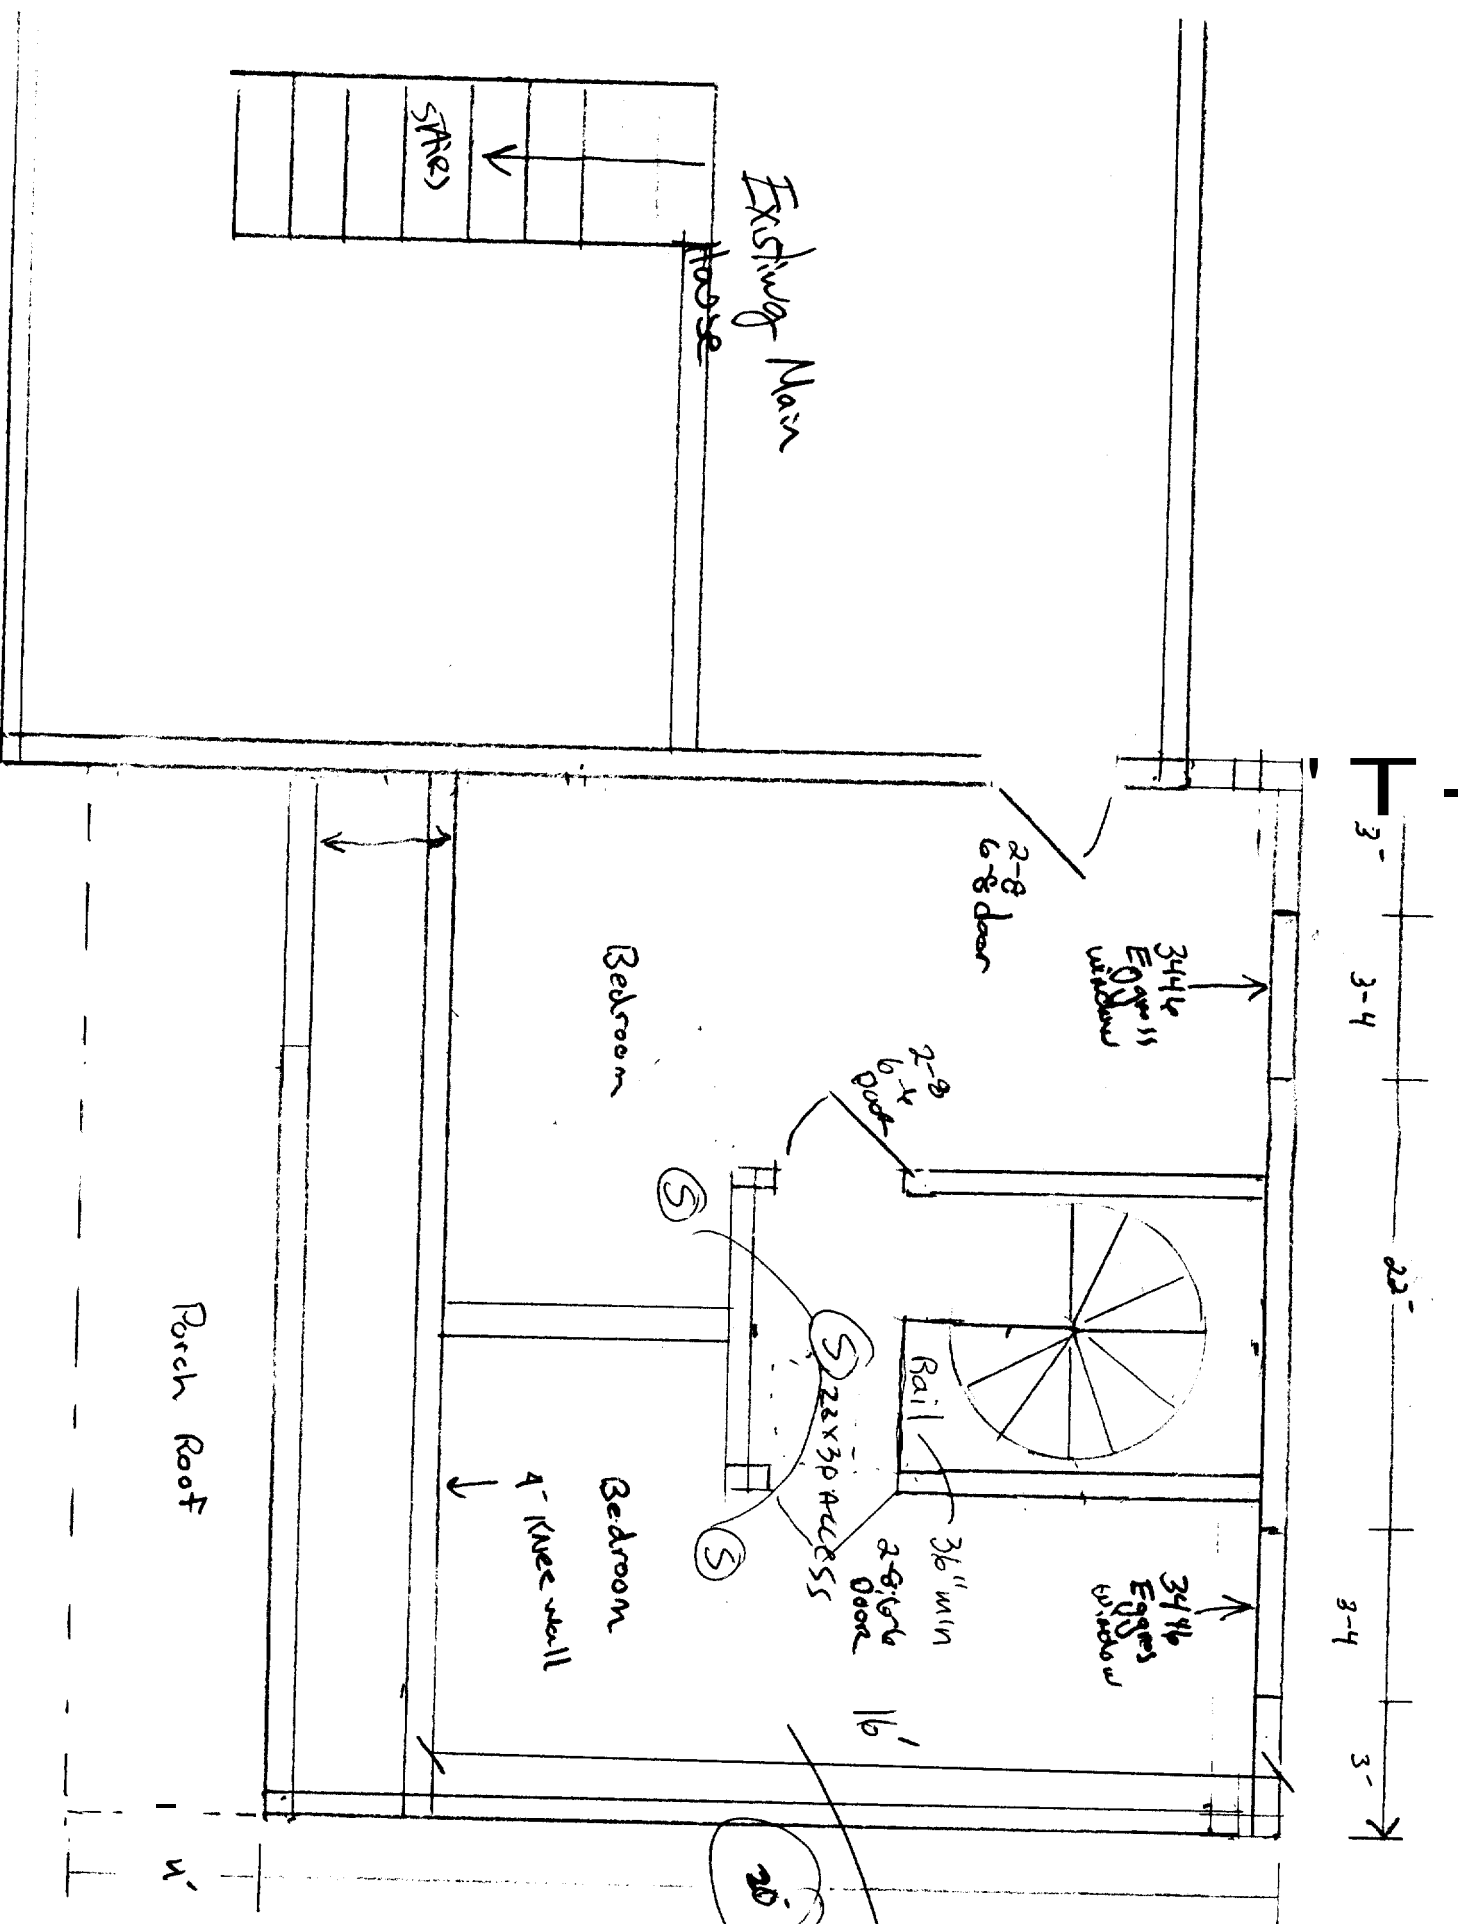 STAIRS
Existing Main
House
2-8
6-8 door
3446
Egress
window
3'
3-4
22'
3-4
3'
Bedroom
2-8
6-6
Door
S
S
S
22x30 ACCESS
Rail
36" min
2-8;6-6
Door
3446
Egges
window
Bedroom
4' Knee wall
16'
Porch Roof
4'
20'